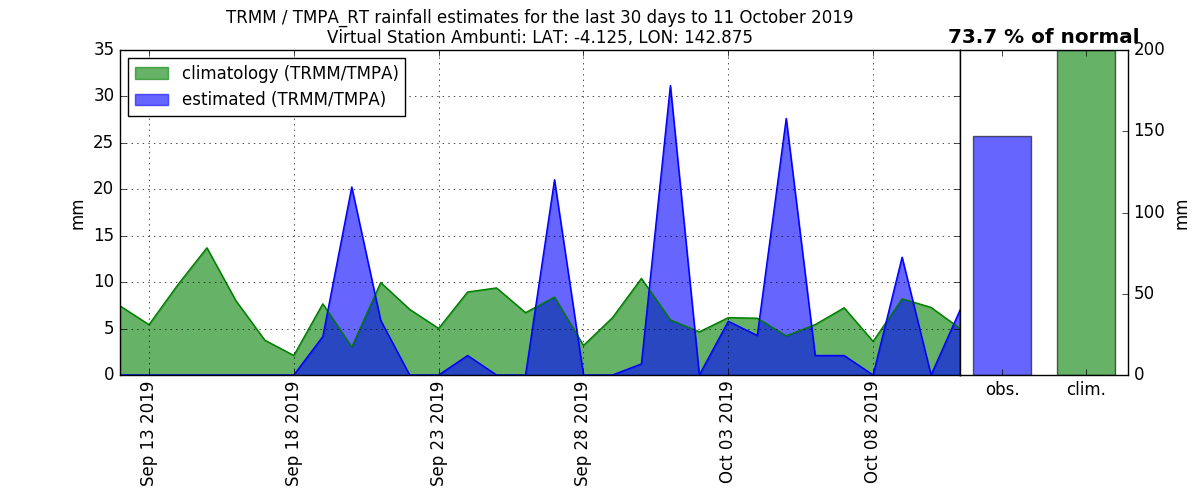 TRMM / TMPA_RT rainfall estimates for the last 30 days to 11 October 2019
Virtual Station Ambunti: LAT: -4.125, LON: 142.875
73.7 % of normal
climatology (TRMM/TMPA)
estimated (TRMM/TMPA)
35
30
25
20
15
10
5
0
mm
Sep 13 2019
Sep 18 2019
Sep 23 2019
Sep 28 2019
Oct 03 2019
Oct 08 2019
obs.
clim.
200
150
100
50
0
mm